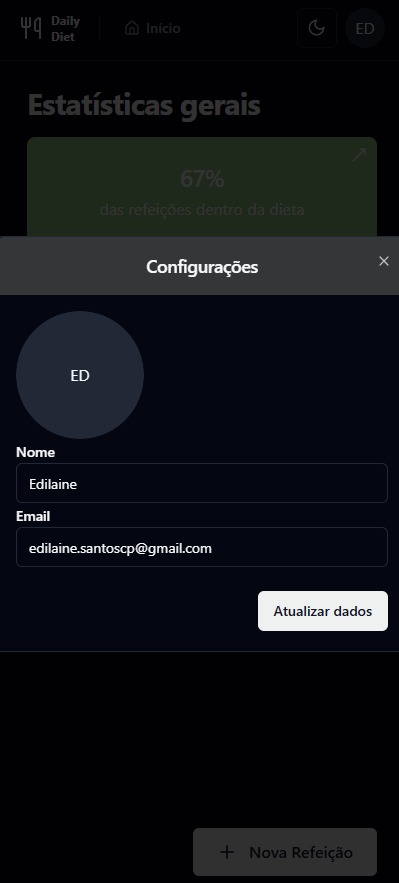 Daily
Diet
Início
ED
Estatísticas gerais
67%
das refeições dentro da dieta
Configurações
ED
Nome
Edilaine
Email
edilaine.santoscp@gmail.com
Atualizar dados
Nova Refeição